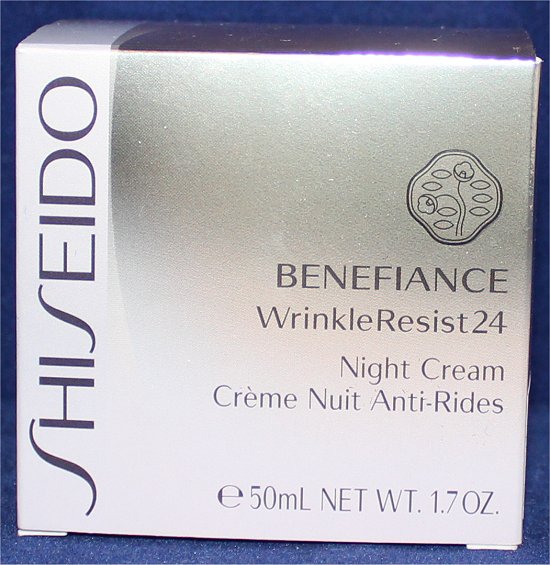 SHISEIDO
BENEFIANCE
WrinkleResist24
Night Cream
Crème Nuit Anti-Rides
℮50mL NET WT. 1.7 OZ.